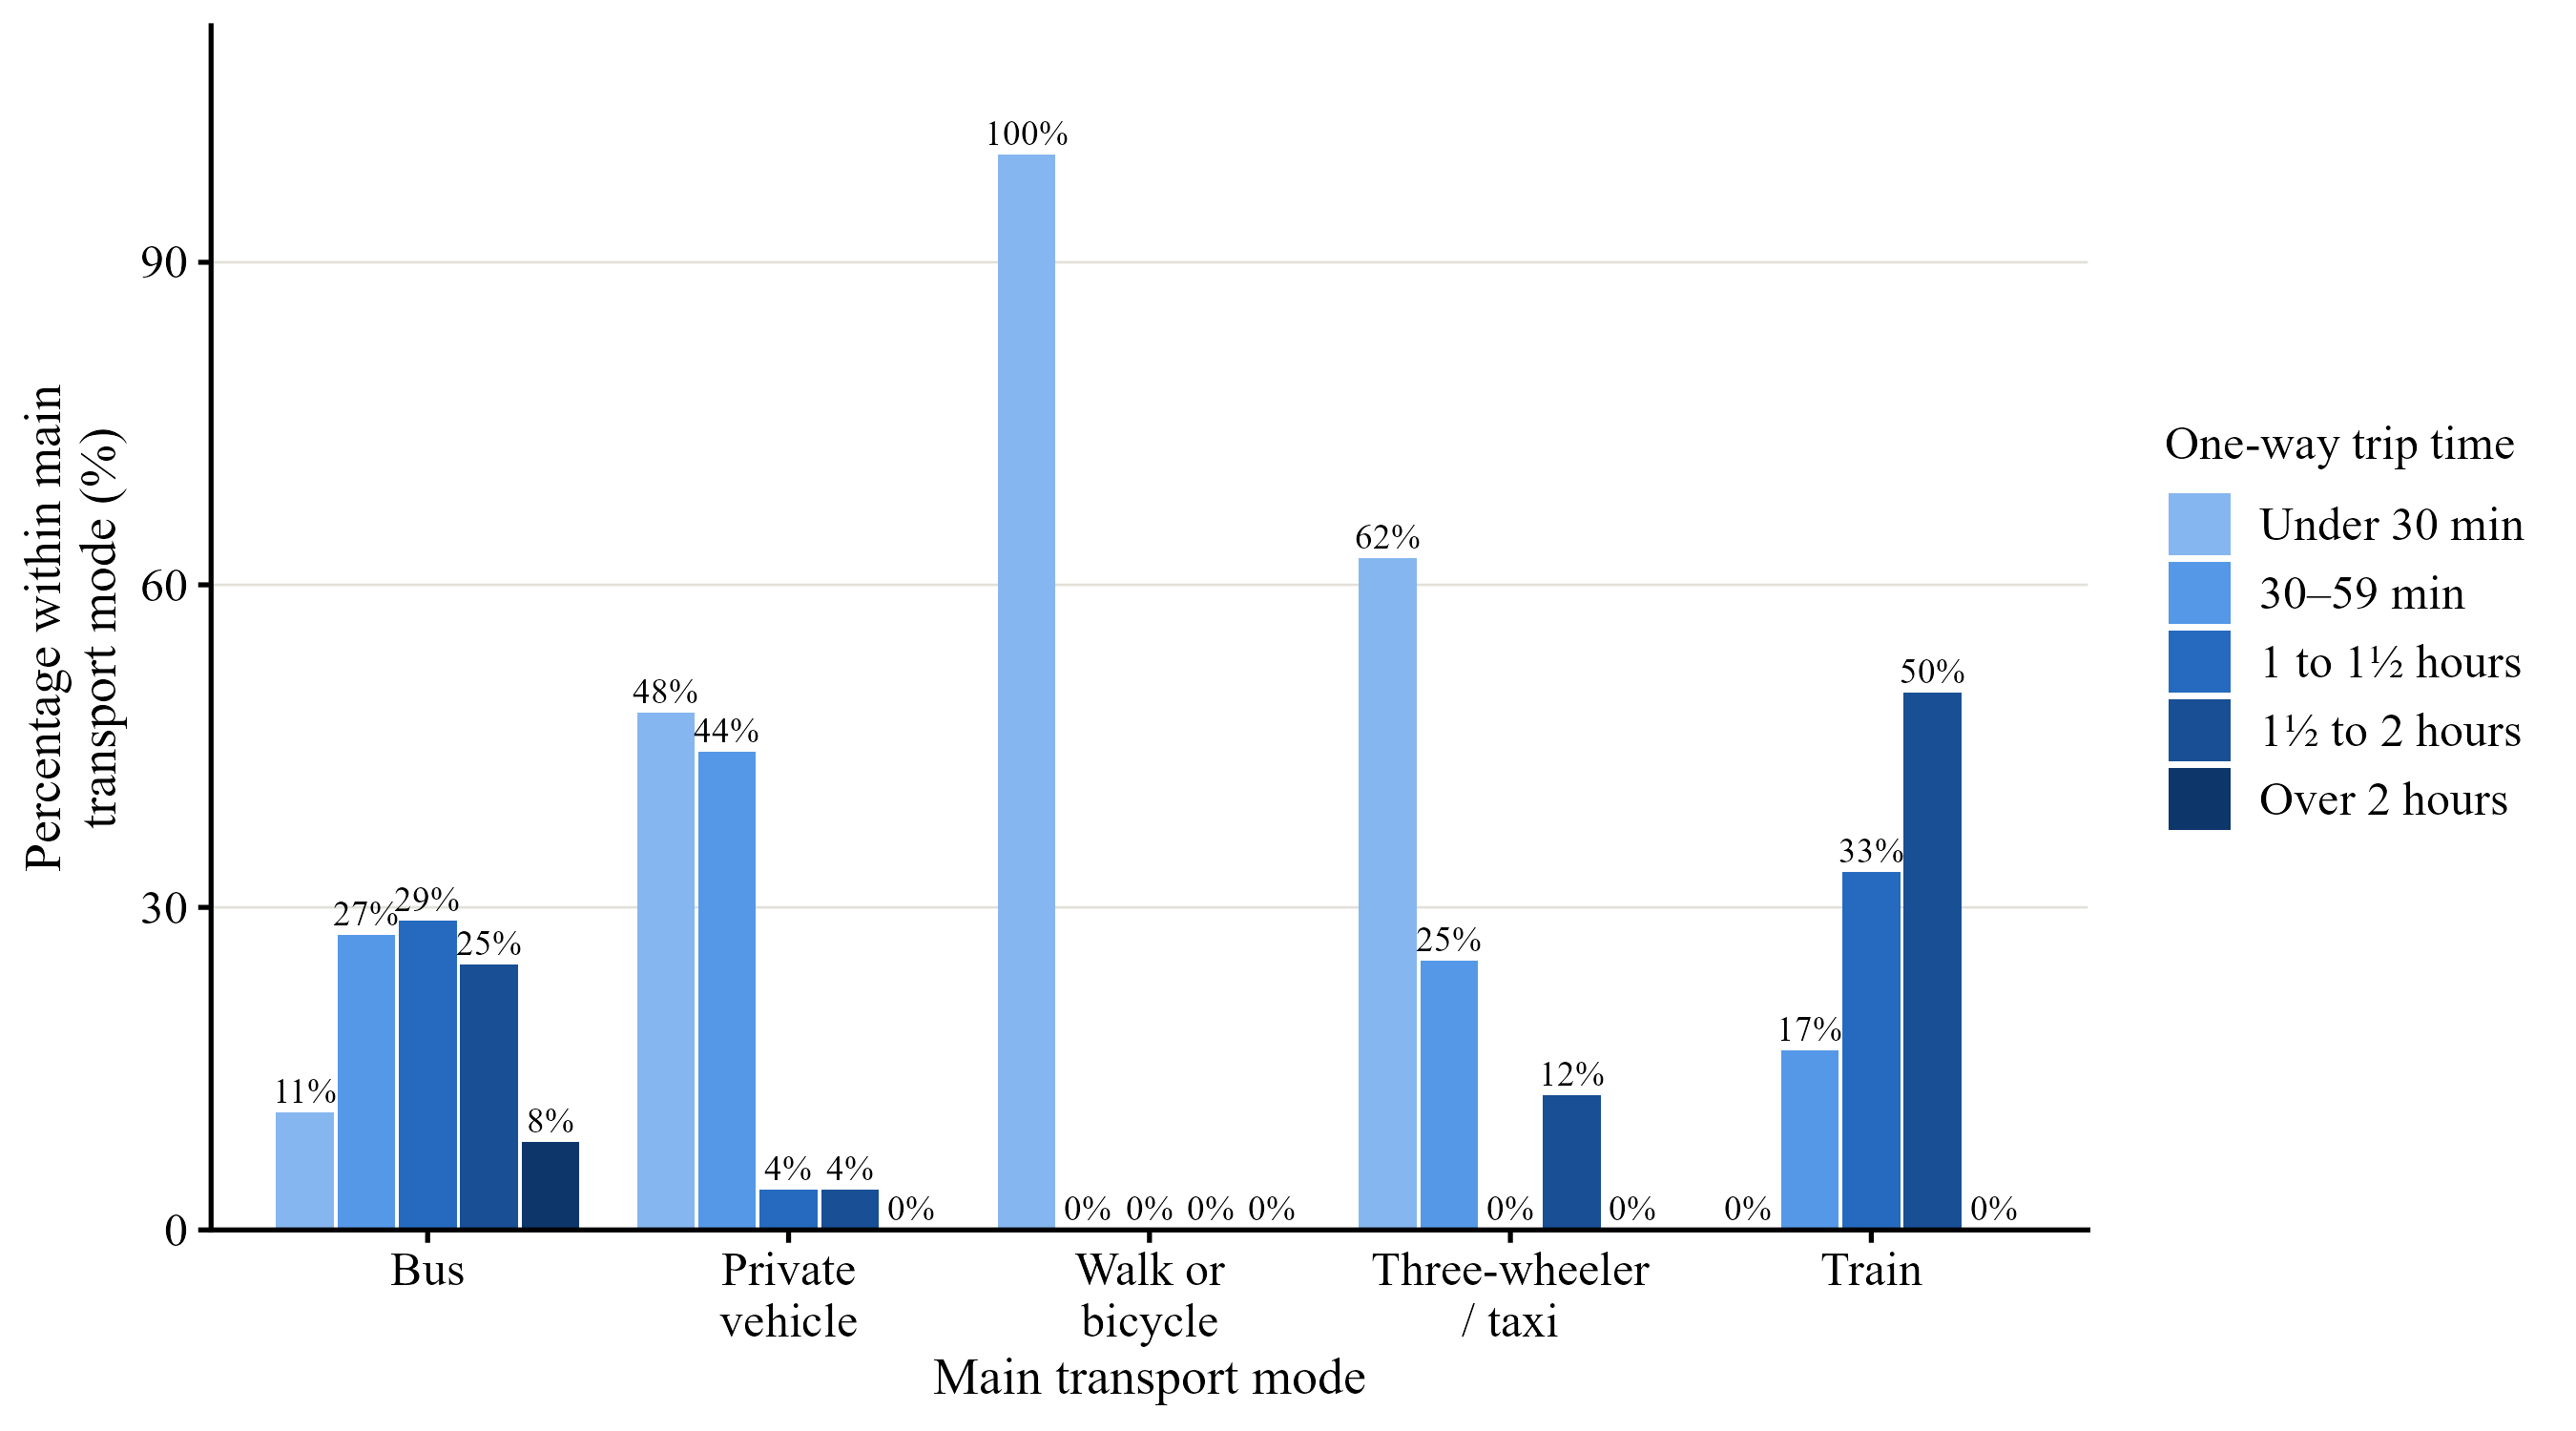 100%
90
62%
60
50%
48%
44%
33%
30
29%
27%
25%
25%
17%
12%
11%
8%
4% 4%
0%
0% 0% 0% 0%
0%
0%
0%
0%
0
Percentage within main
transport mode (%)
Bus
Private
vehicle
Walk or
bicycle
Three-wheeler
/ taxi
Train
Main transport mode
One-way trip time
Under 30 min
30–59 min
1 to 1½ hours
1½ to 2 hours
Over 2 hours